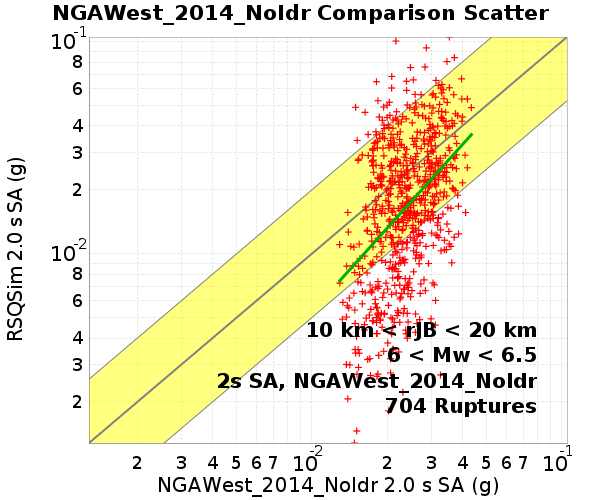 NGAWest_2014_NoIdr Comparison Scatter
10-1
8
6
4
3
2
10-2
8
6
4
3
2
RSQSim 2.0 s SA (g)
10 km < rJB < 20 km
6 < Mw < 6.5
2s SA, NGAWest_2014_NoIdr
704 Ruptures
2 3 4 5 6 7 10-2 2 3 4 5 6 7 10-1
NGAWest_2014_NoIdr 2.0 s SA (g)